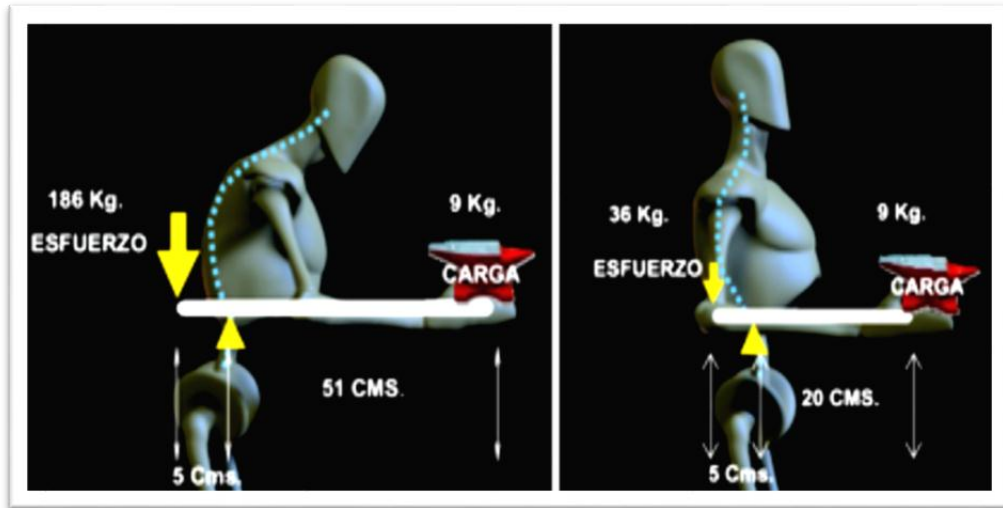 186 Kg.
ESFUERZO
9 Kg.
CARGA
51 CMS.
5 Cms.
36 Kg.
ESFUERZO
9 Kg.
CARGA
20 CMS.
5 Cms.